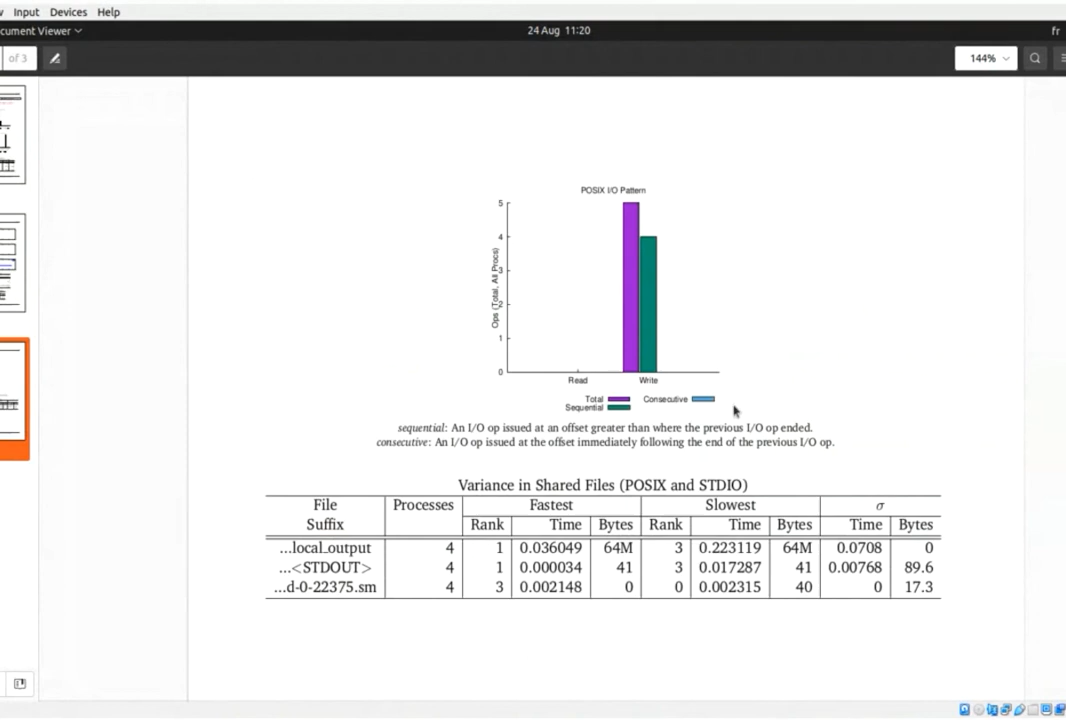 Input Devices Help
cument Viewer 24 Aug 11:20 fr
of 3 144%
POSIX I/O Pattern
Ops (Total, All Procs)
5
4
3
2
1
0
Read Write
Total Consecutive
Sequential
sequential: An I/O op issued at an offset greater than where the previous I/O op ended.
consecutive: An I/O op issued at the offset immediately following the end of the previous I/O op.
Variance in Shared Files (POSIX and STDIO)
File Processes Fastest Slowest σ
Suffix Rank Time Bytes Rank Time Bytes Time Bytes
...local_output 4 1 0.036049 64M 3 0.223119 64M 0.0708 0
...<STDOUT> 4 1 0.000034 41 3 0.017287 41 0.00768 89.6
...d-0-22375.sm 4 3 0.002148 0 0 0.002315 40 0 17.3